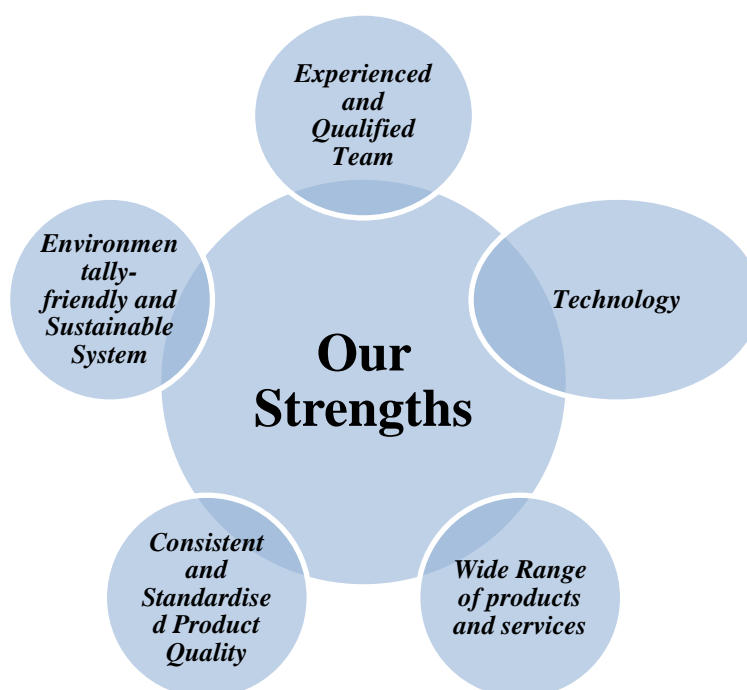 Experienced
and
Qualified
Team
Environmen
tally-
friendly and
Sustainable
System
Technology
Our
Strengths
Consistent
and
Standardise
d Product
Quality
Wide Range
of products
and services